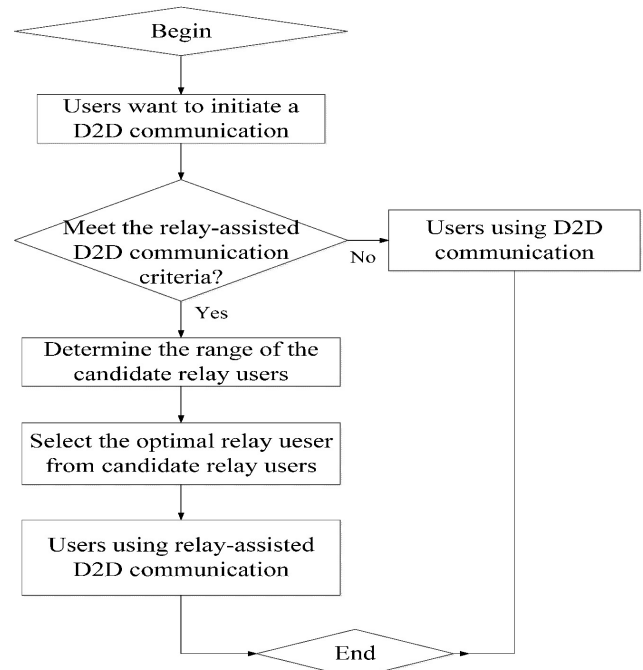 Begin
Users want to initiate a
D2D communication
Meet the relay-assisted
D2D communication
criteria?
No
Users using D2D
communication
Yes
Determine the range of the
candidate relay users
Select the optimal relay ueser
from candidate relay users
Users using relay-assisted
D2D communication
End